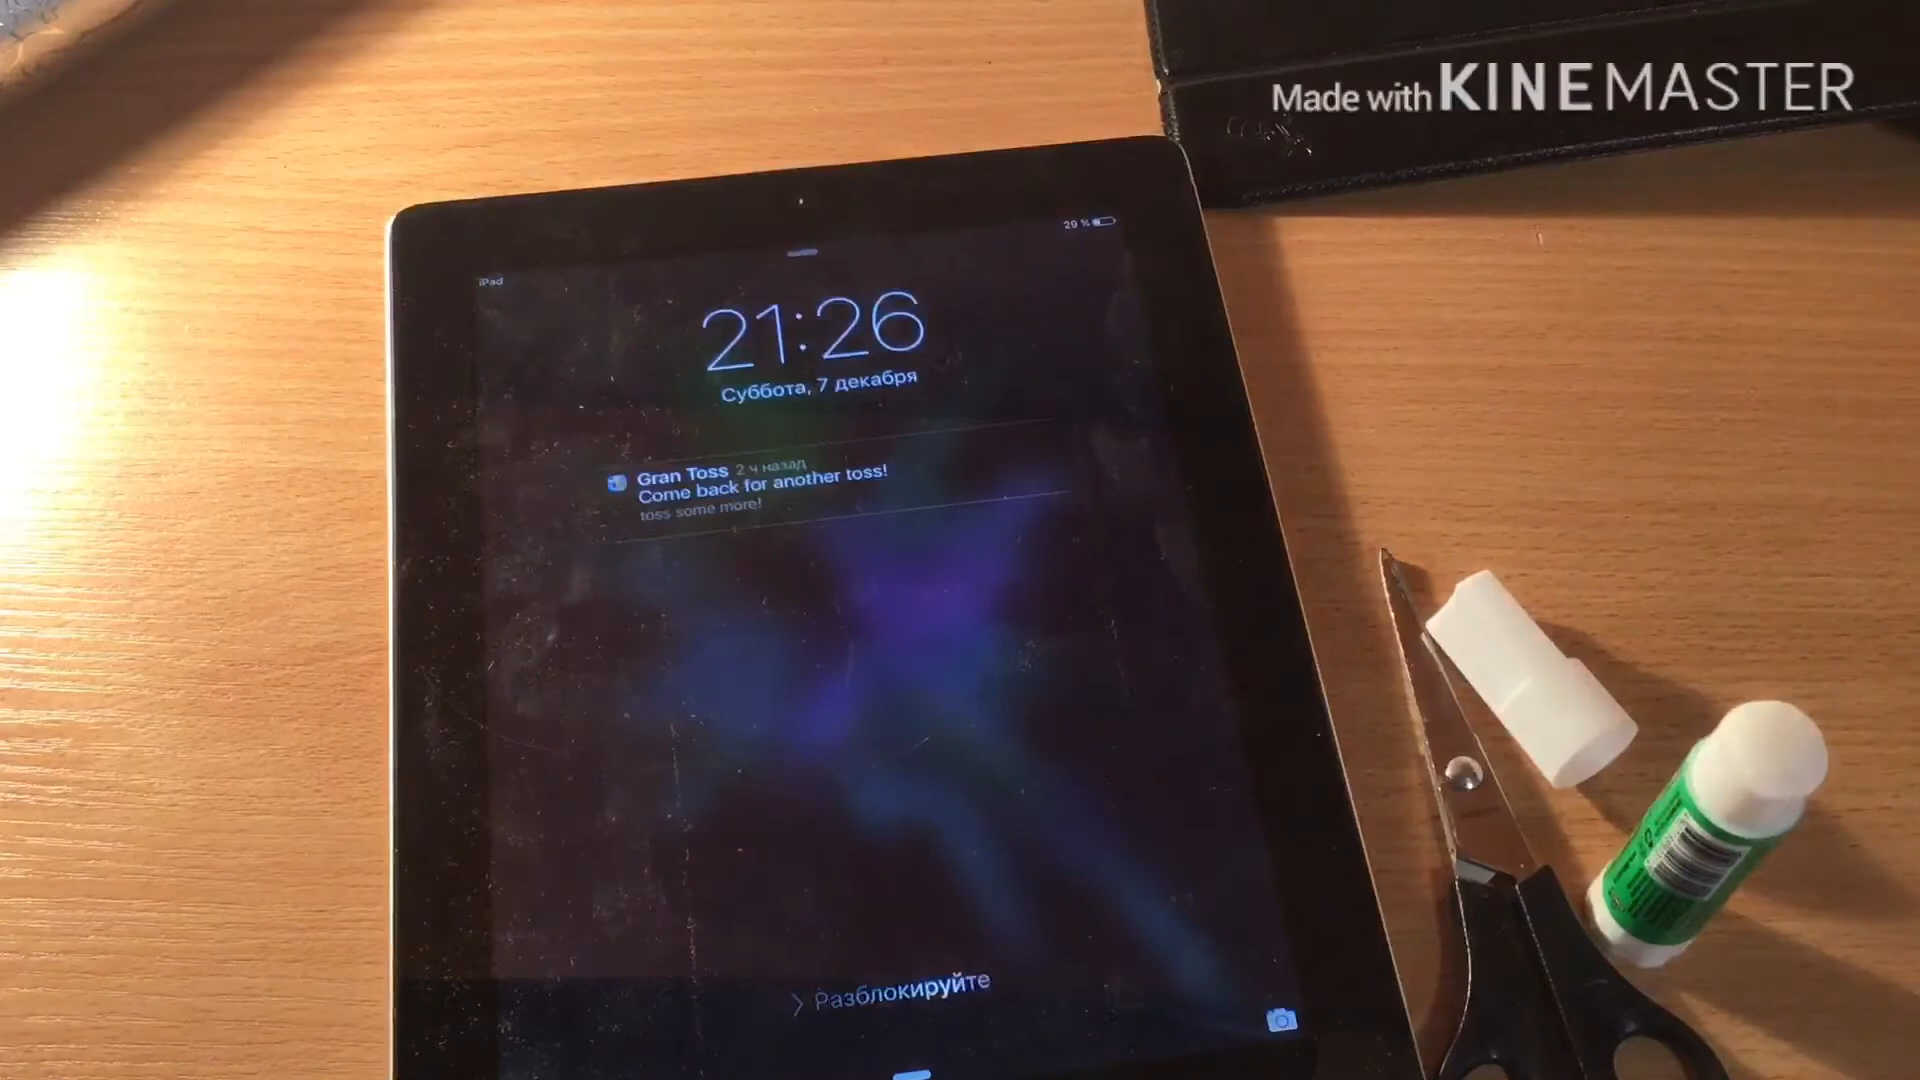 Made with KINEMASTER
29 %
iPad
21:26
Суббота, 7 декабря
Gran Toss 2 ч назад
Come back for another toss!
toss some more!
> Разблокируйте